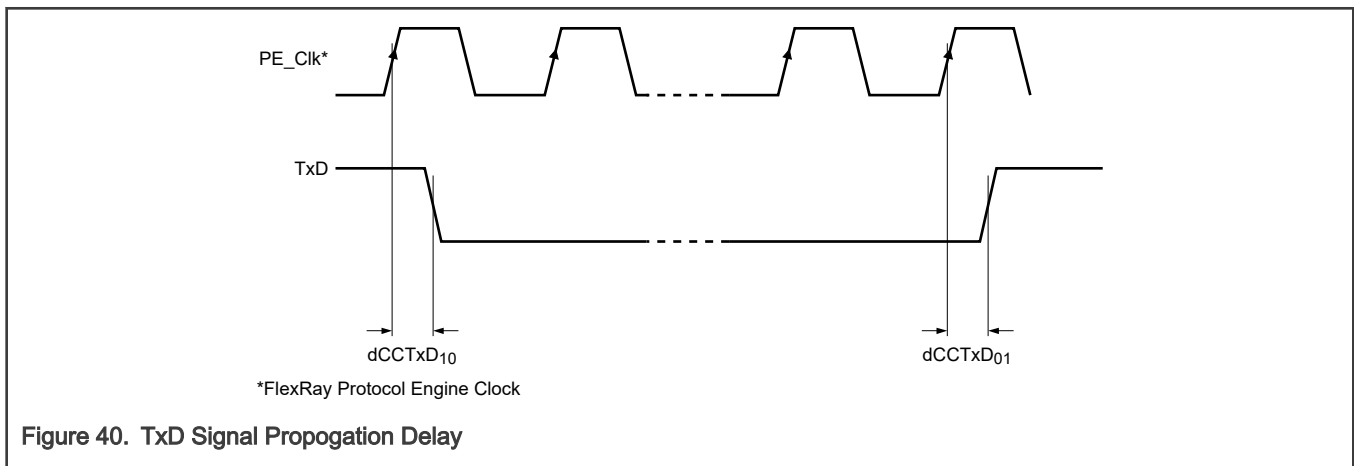 PE_Clk*
TxD
dCCTxD10 dCCTxD01
*FlexRay Protocol Engine Clock
Figure 40. TxD Signal Propogation Delay